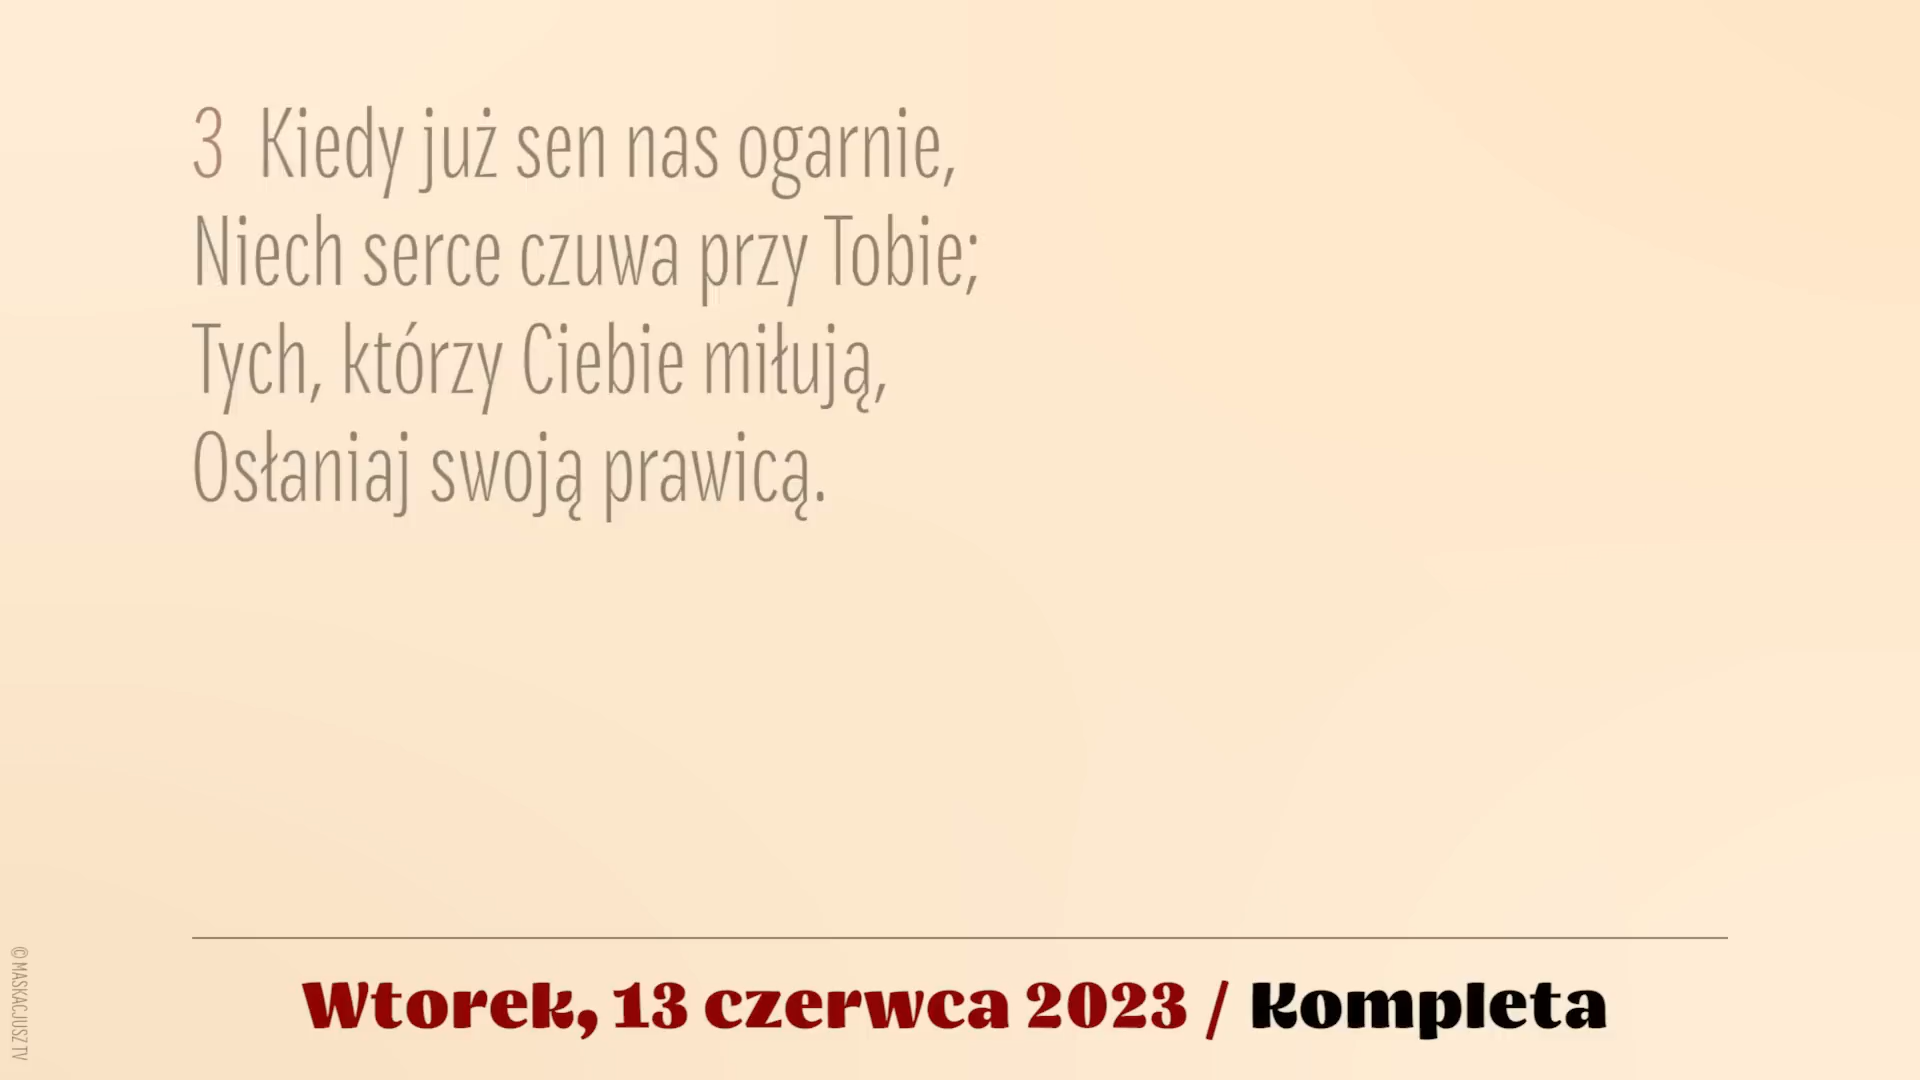 3 Kiedy już sen nas ogarnie,
Niech serce czuwa przy Tobie;
Tych, którzy Ciebie miłują,
Osłaniaj swoją prawicą.
Wtorek, 13 czerwca 2023 / Kompleta
© MASKACJUSZ TV